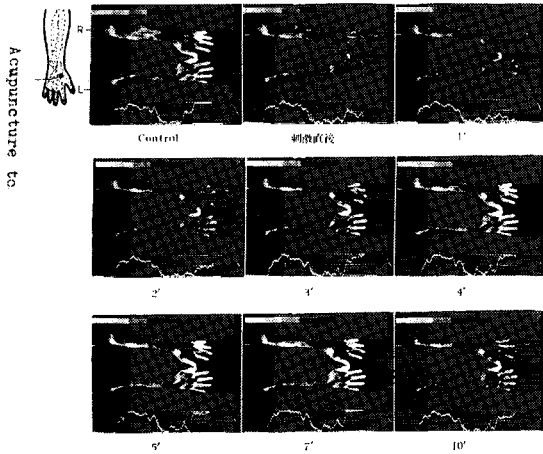 Acupuncture to
R
L
Control
刺激直後
1'
2'
3'
4'
5'
7'
10'